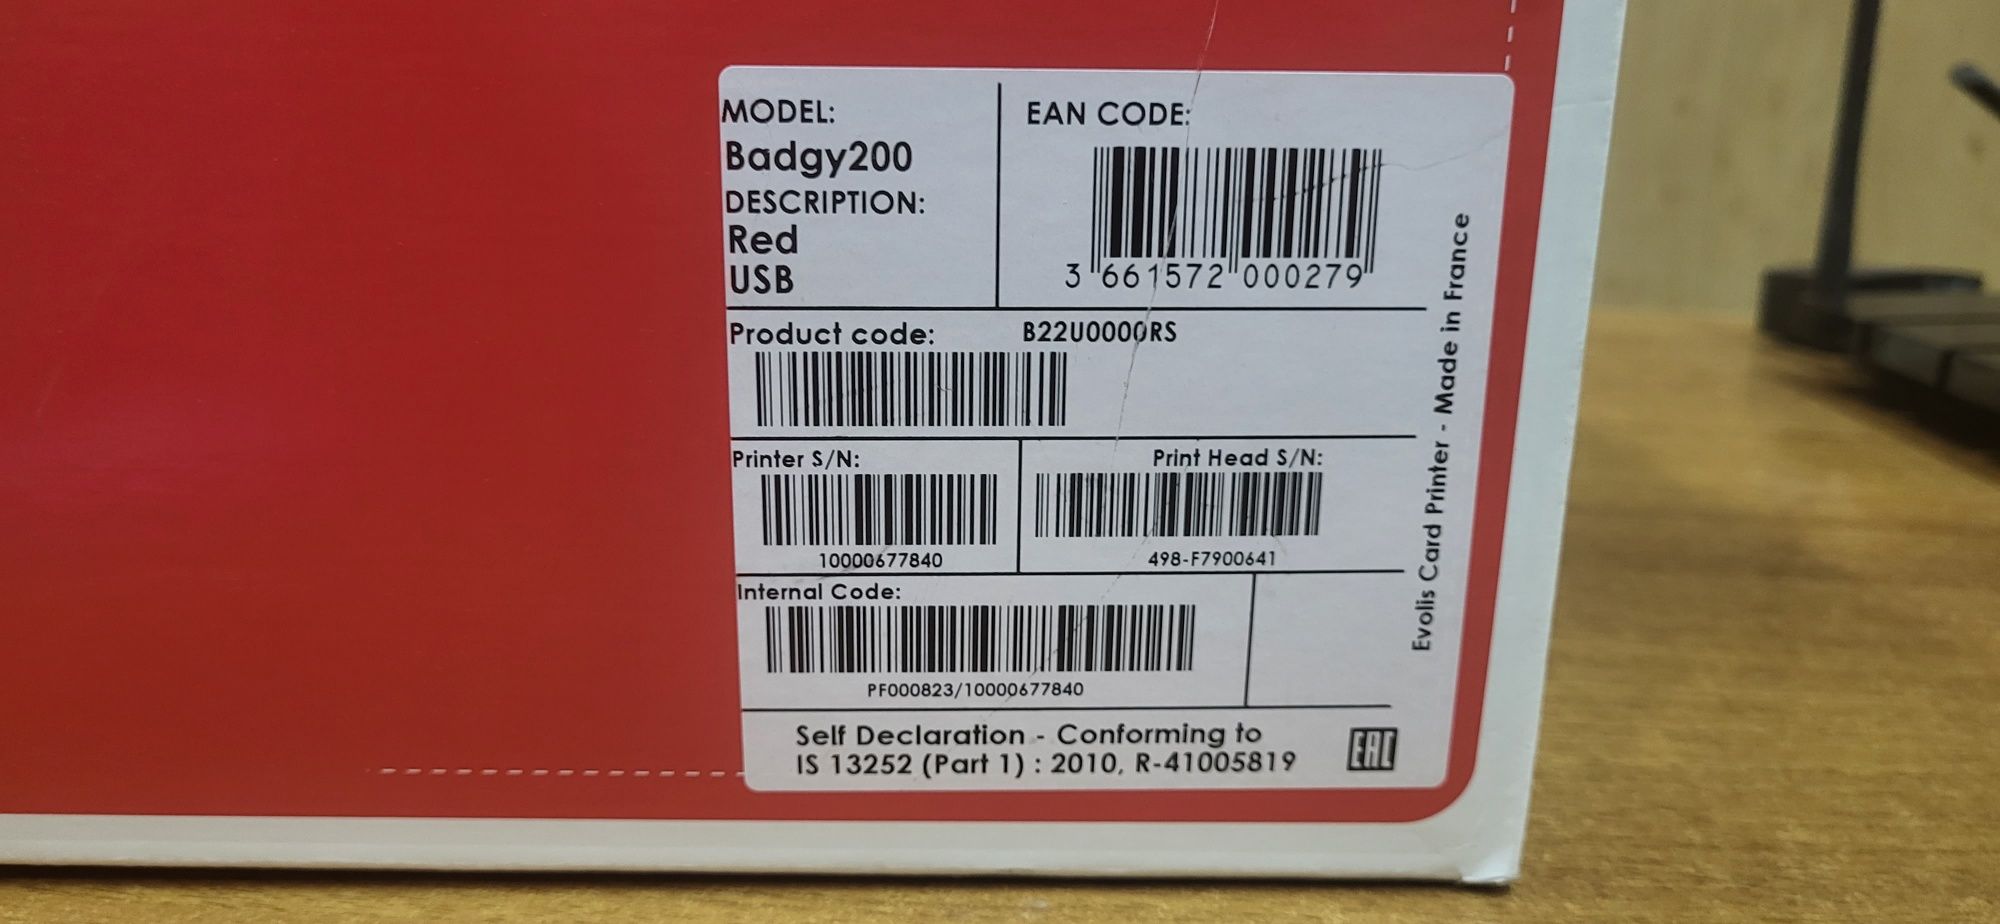 MODEL:
Badgy200
DESCRIPTION:
Red
USB
EAN CODE:
3 661572 000279
Product code: B22U0000RS
Printer S/N:
10000677840
Print Head S/N:
498-F7900641
Internal Code:
PF000823/10000677840
Self Declaration - Conforming to
IS 13252 (Part 1) : 2010, R-41005819
EAC
Evolis Card Printer - Made in France